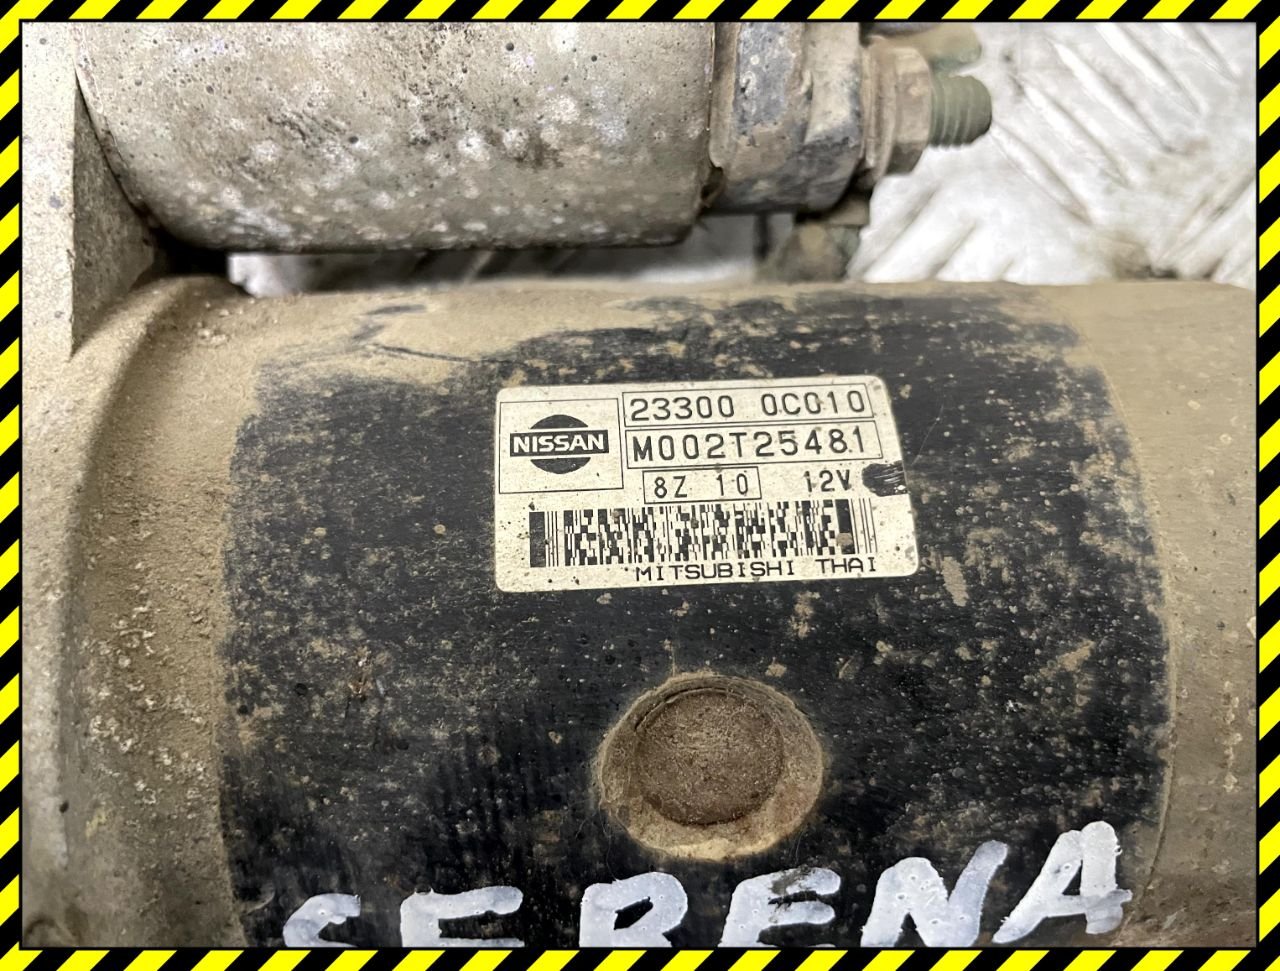 23300 0C010
NISSAN
M002T25481
8Z 10 12V
MITSUBISHI THAI
SERENA